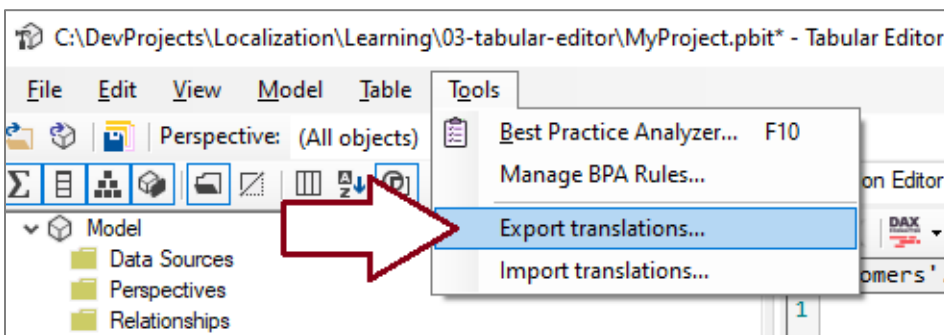 C:\DevProjects\Localization\Learning\03-tabular-editor\MyProject.pbit* - Tabular Editor
File Edit View Model Table Tools
Perspective: (All objects)
Best Practice Analyzer... F10
Manage BPA Rules...
on Editor
Export translations...
DAX
Import translations...
omers'.
1
Model
Data Sources
Perspectives
Relationships